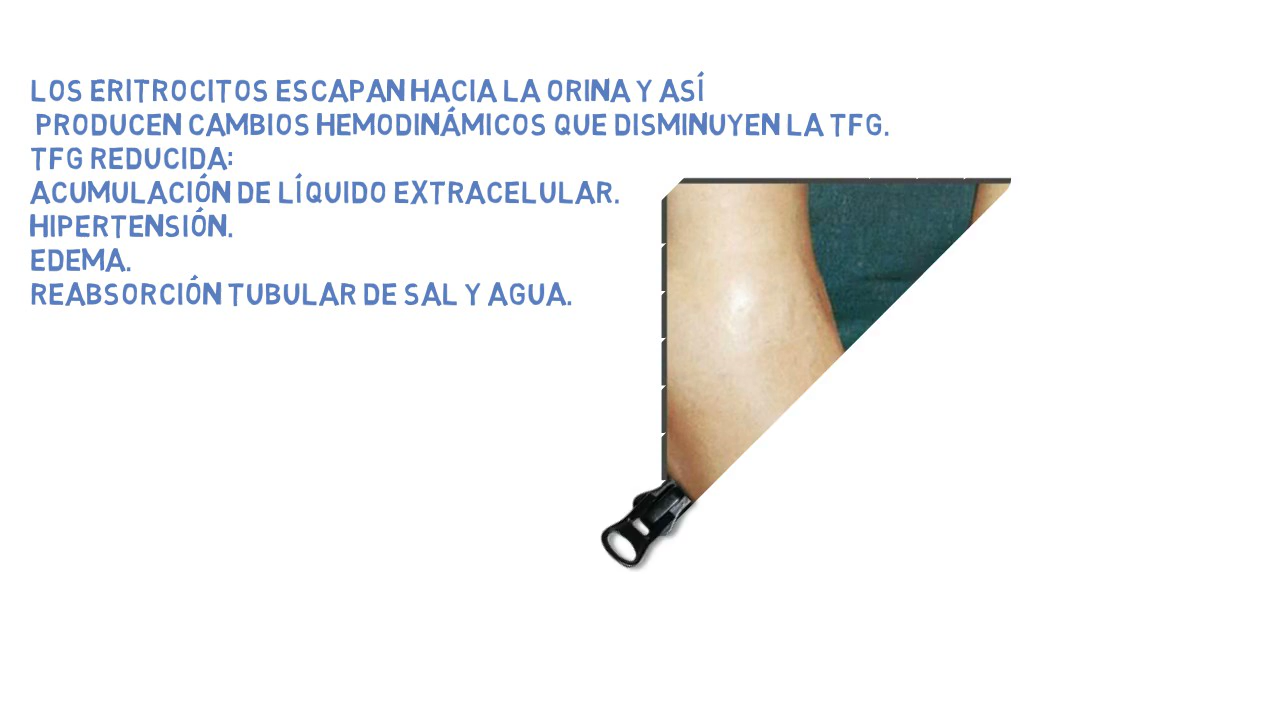 LOS ERITROCITOS ESCAPAN HACIA LA ORINA Y ASÍ
PRODUCEN CAMBIOS HEMODINÁMICOS QUE DISMINUYEN LA TFG.
TFG REDUCIDA:
ACUMULACIÓN DE LÍQUIDO EXTRACELULAR.
HIPERTENSIÓN.
EDEMA.
REABSORCIÓN TUBULAR DE SAL Y AGUA.